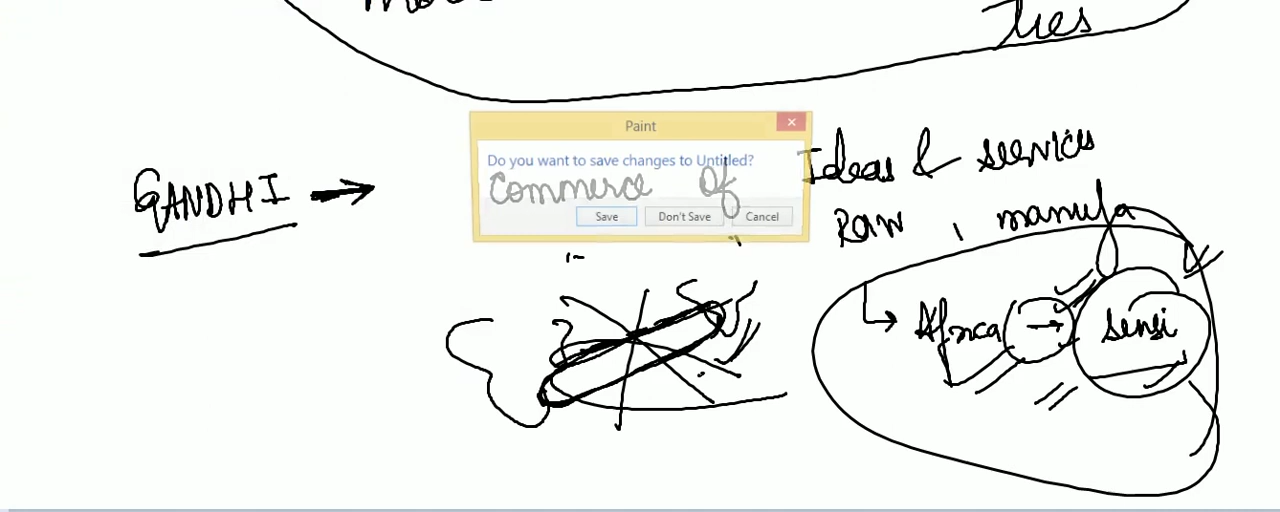 ties
Paint
Do you want to save changes to Untitled?
Save Don't Save Cancel
GANDHI → commerce of Ideas & services
Raw , manufa
→ Africa → sensi